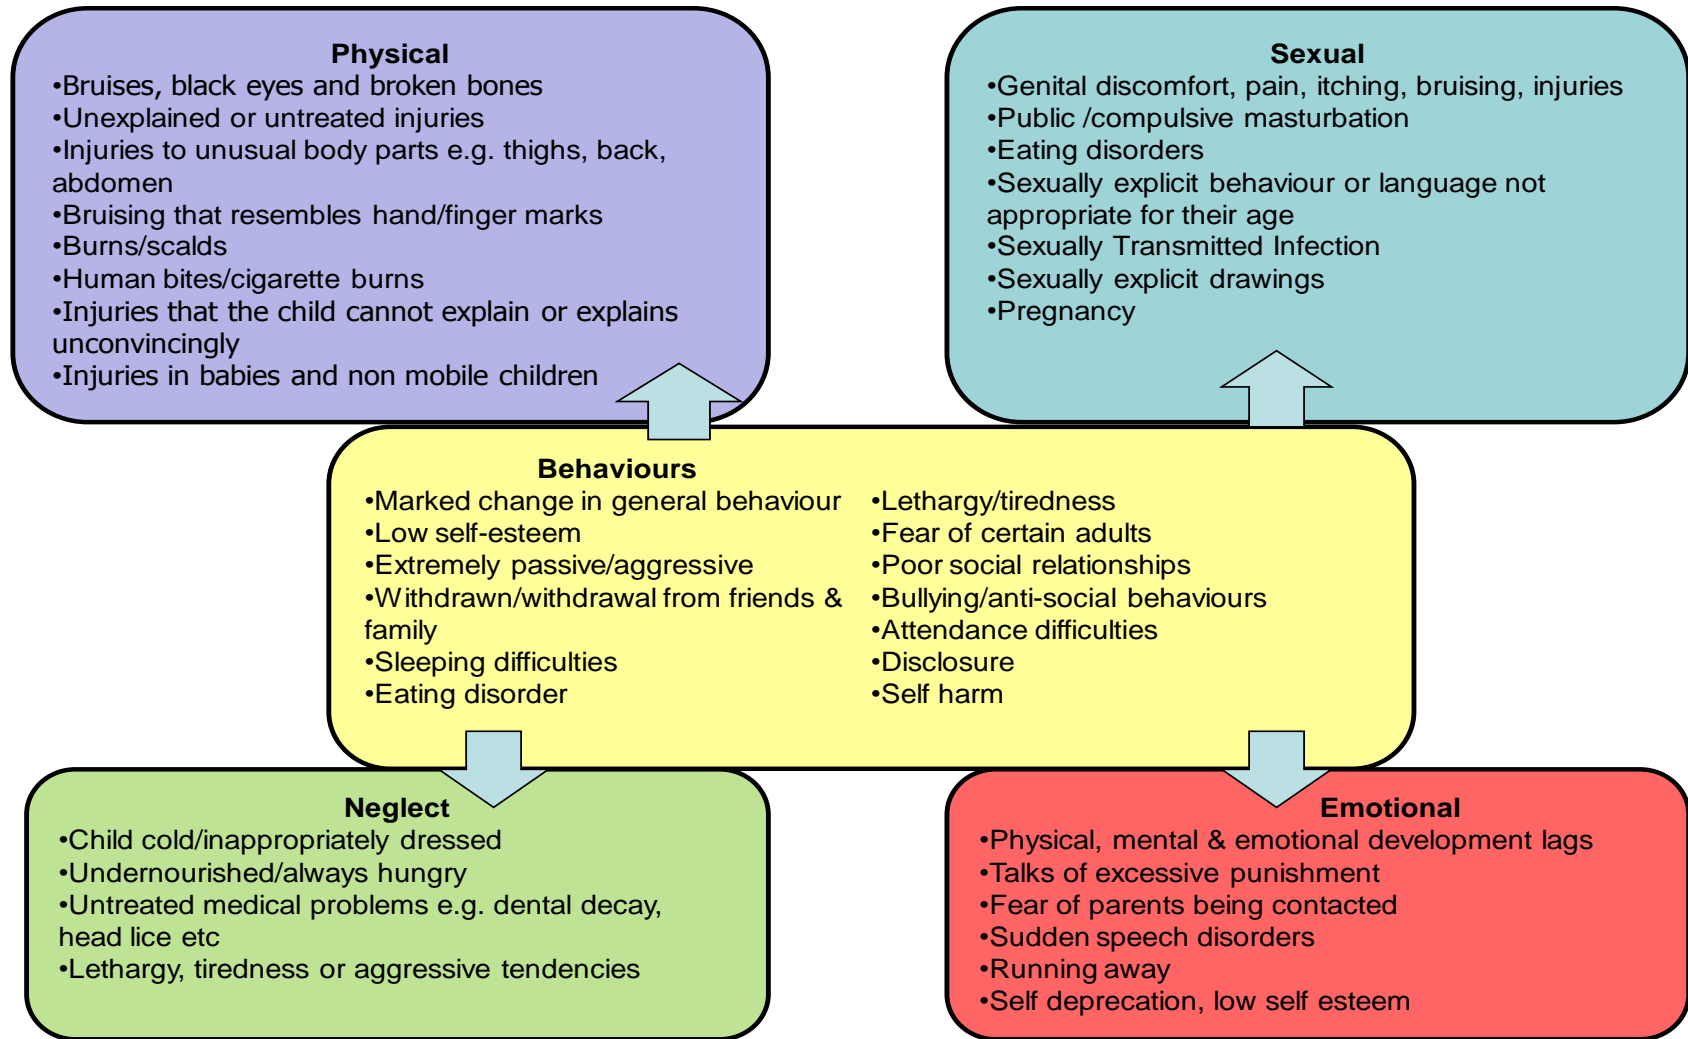 Physical
•Bruises, black eyes and broken bones
•Unexplained or untreated injuries
•Injuries to unusual body parts e.g. thighs, back,
abdomen
•Bruising that resembles hand/finger marks
•Burns/scalds
•Human bites/cigarette burns
•Injuries that the child cannot explain or explains
unconvincingly
•Injuries in babies and non mobile children
Sexual
•Genital discomfort, pain, itching, bruising, injuries
•Public /compulsive masturbation
•Eating disorders
•Sexually explicit behaviour or language not
appropriate for their age
•Sexually Transmitted Infection
•Sexually explicit drawings
•Pregnancy
Behaviours
•Marked change in general behaviour
•Low self-esteem
•Extremely passive/aggressive
•Withdrawn/withdrawal from friends &
family
•Sleeping difficulties
•Eating disorder
•Lethargy/tiredness
•Fear of certain adults
•Poor social relationships
•Bullying/anti-social behaviours
•Attendance difficulties
•Disclosure
•Self harm
Neglect
•Child cold/inappropriately dressed
•Undernourished/always hungry
•Untreated medical problems e.g. dental decay,
head lice etc
•Lethargy, tiredness or aggressive tendencies
Emotional
•Physical, mental & emotional development lags
•Talks of excessive punishment
•Fear of parents being contacted
•Sudden speech disorders
•Running away
•Self deprecation, low self esteem